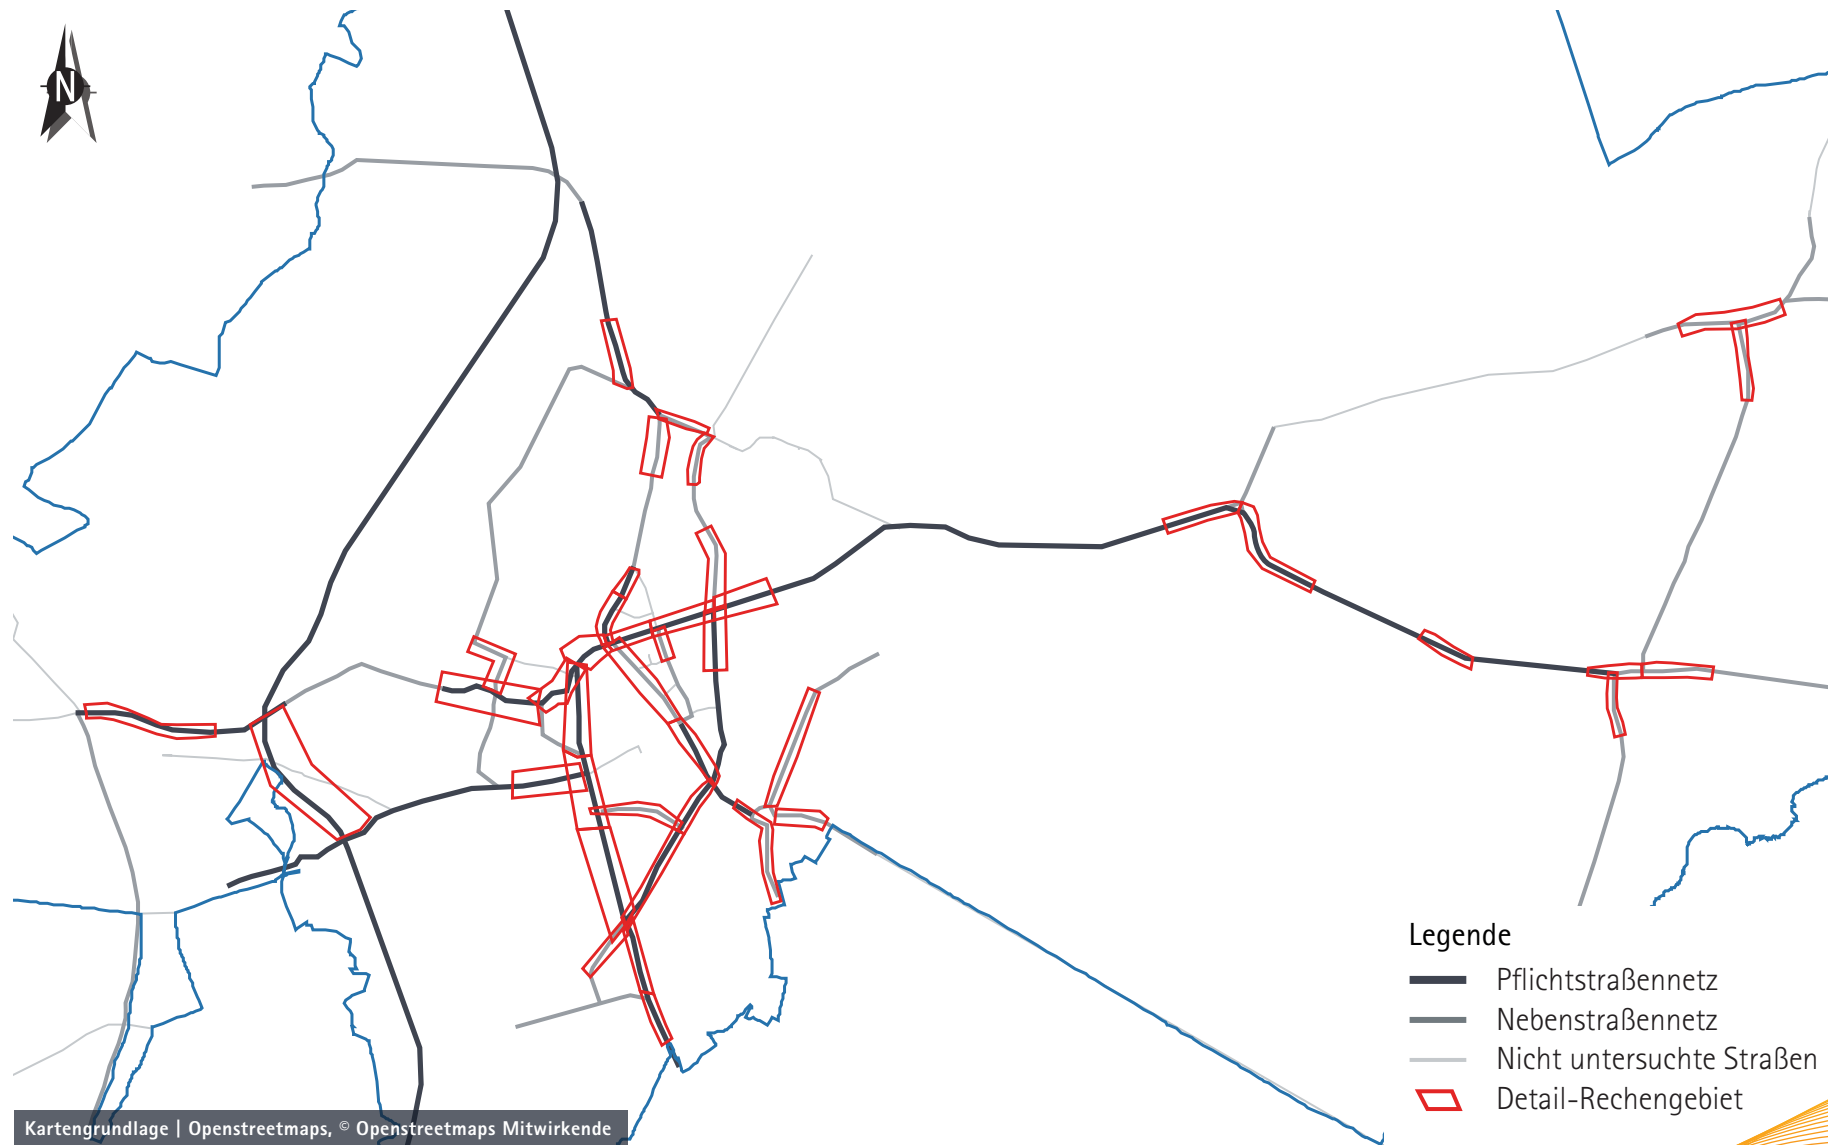 N
Legende
Pflichtstraßennetz
Nebenstraßennetz
Nicht untersuchte Straßen
Detail-Rechengebiet
Kartengrundlage | Openstreetmaps, © Openstreetmaps Mitwirkende